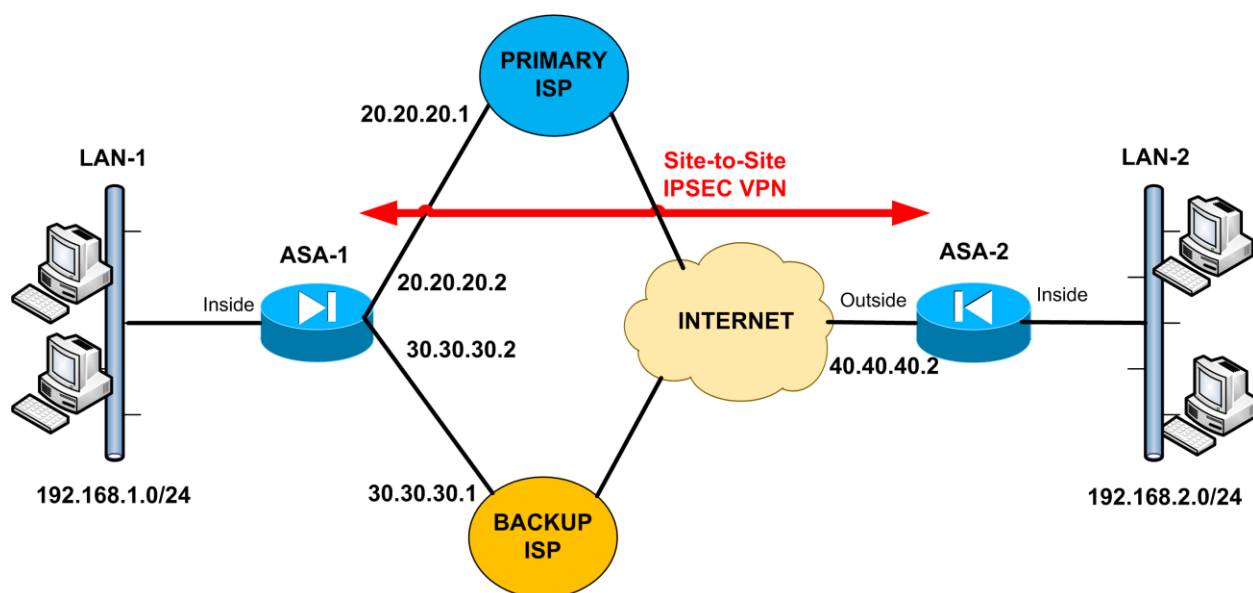 PRIMARY
ISP
20.20.20.1
LAN-1
Site-to-Site
IPSEC VPN
LAN-2
ASA-1
ASA-2
20.20.20.2
Inside
Outside
Inside
INTERNET
30.30.30.2
40.40.40.2
30.30.30.1
192.168.1.0/24
192.168.2.0/24
BACKUP
ISP